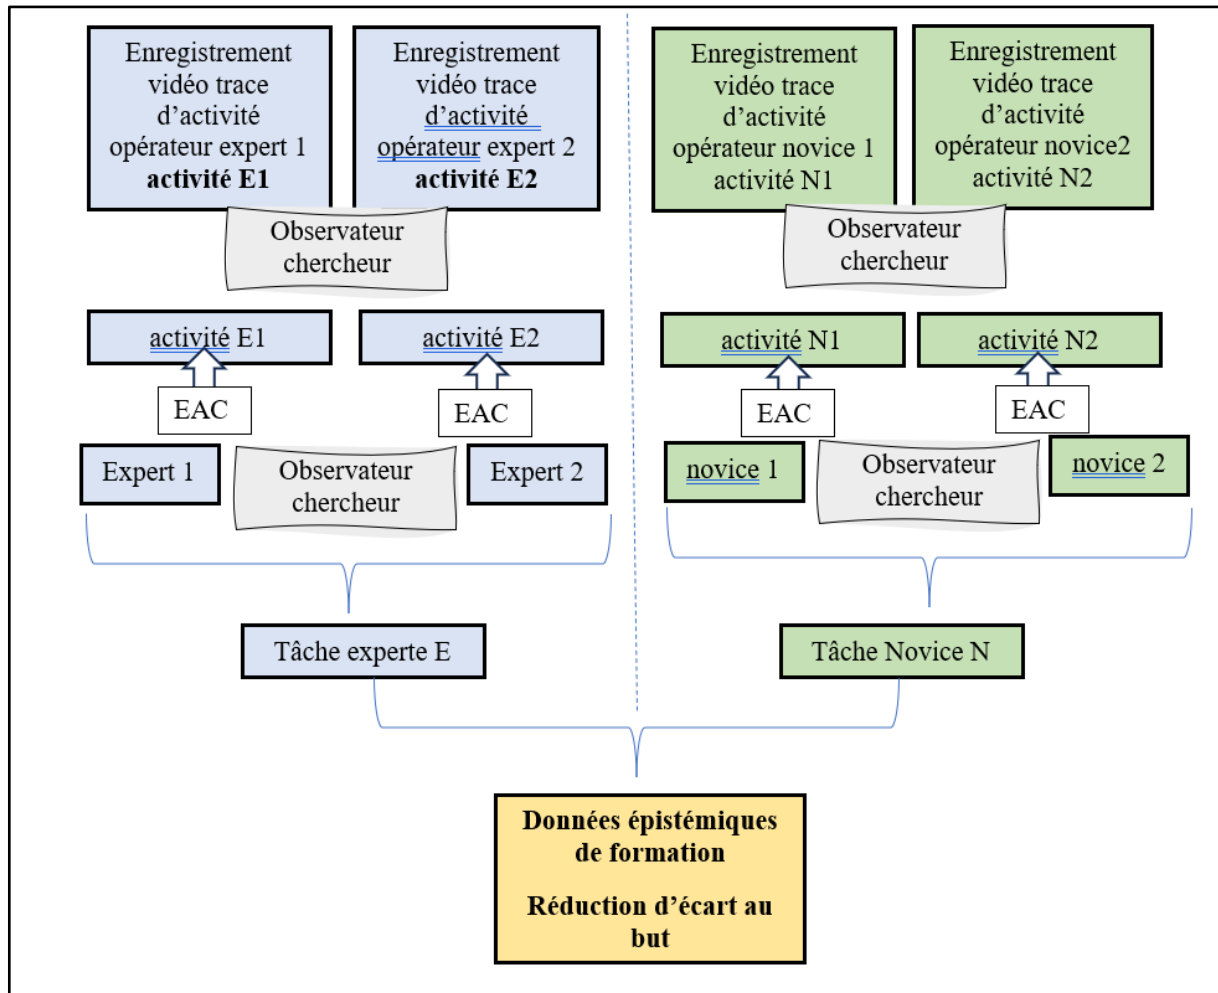 Enregistrement
vidéo trace
d’activité
opérateur expert 1
activité E1
Enregistrement
vidéo trace
d’activité
opérateur expert 2
activité E2
Enregistrement
vidéo trace
d’activité
opérateur novice 1
activité N1
Enregistrement
vidéo trace
d’activité
opérateur novice2
activité N2
Observateur
chercheur
Observateur
chercheur
activité E1
activité E2
activité N1
activité N2
EAC
EAC
EAC
EAC
Expert 1
Observateur
chercheur
Expert 2
novice 1
Observateur
chercheur
novice 2
Tâche experte E
Tâche Novice N
Données épistémiques
de formation
Réduction d’écart au
but